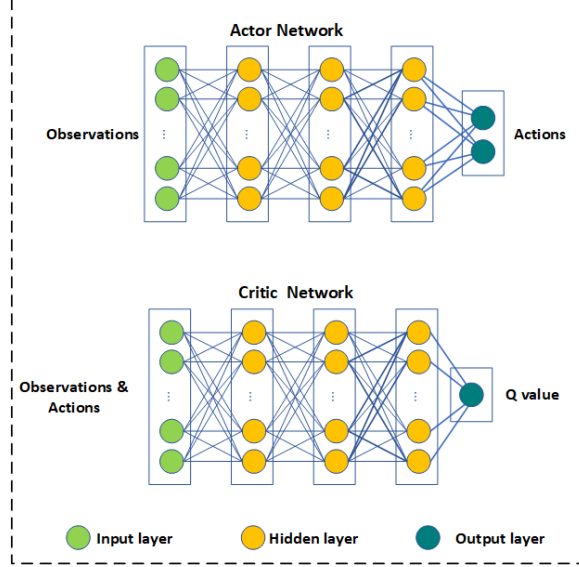 Actor Network
Observations
Actions
Critic Network
Observations &
Actions
Q value
Input layer
Hidden layer
Output layer